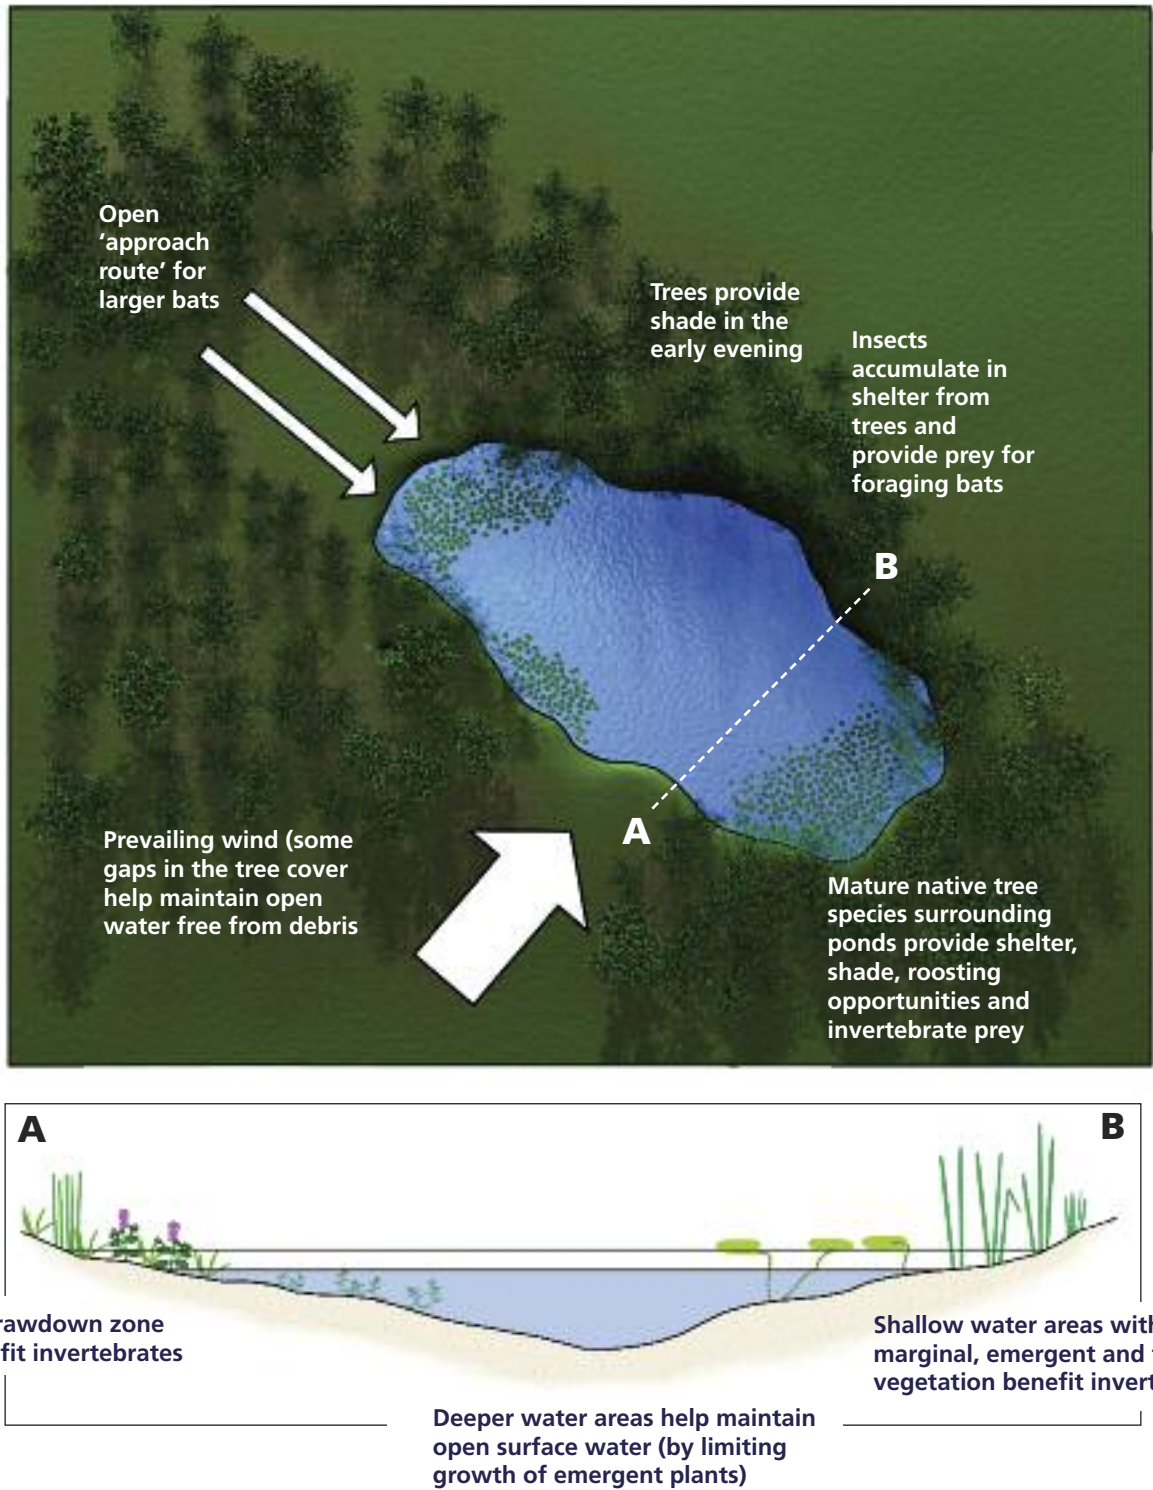 Open
‘approach
route’ for
larger bats
Trees provide
shade in the
early evening
Insects
accumulate in
shelter from
trees and
provide prey for
foraging bats
B
A
Prevailing wind (some
gaps in the tree cover
help maintain open
water free from debris
Mature native tree
species surrounding
ponds provide shelter,
shade, roosting
opportunities and
invertebrate prey
A
B
rawdown zone
fit invertebrates
Shallow water areas with
marginal, emergent and
vegetation benefit invert
Deeper water areas help maintain
open surface water (by limiting
growth of emergent plants)